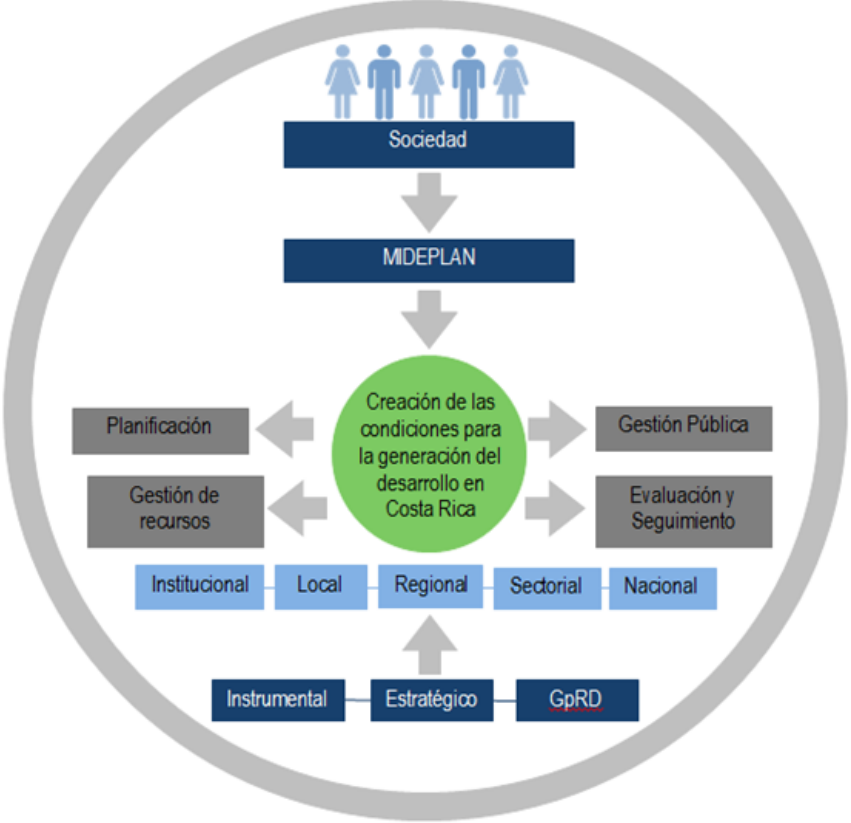 Sociedad
MIDEPLAN
Creación de las
condiciones para
la generación del
desarrollo en
Costa Rica
Planificación
Gestión Pública
Gestión de
recursos
Evaluación y
Seguimiento
Institucional
Local
Regional
Sectorial
Nacional
Instrumental
Estratégico
GpRD